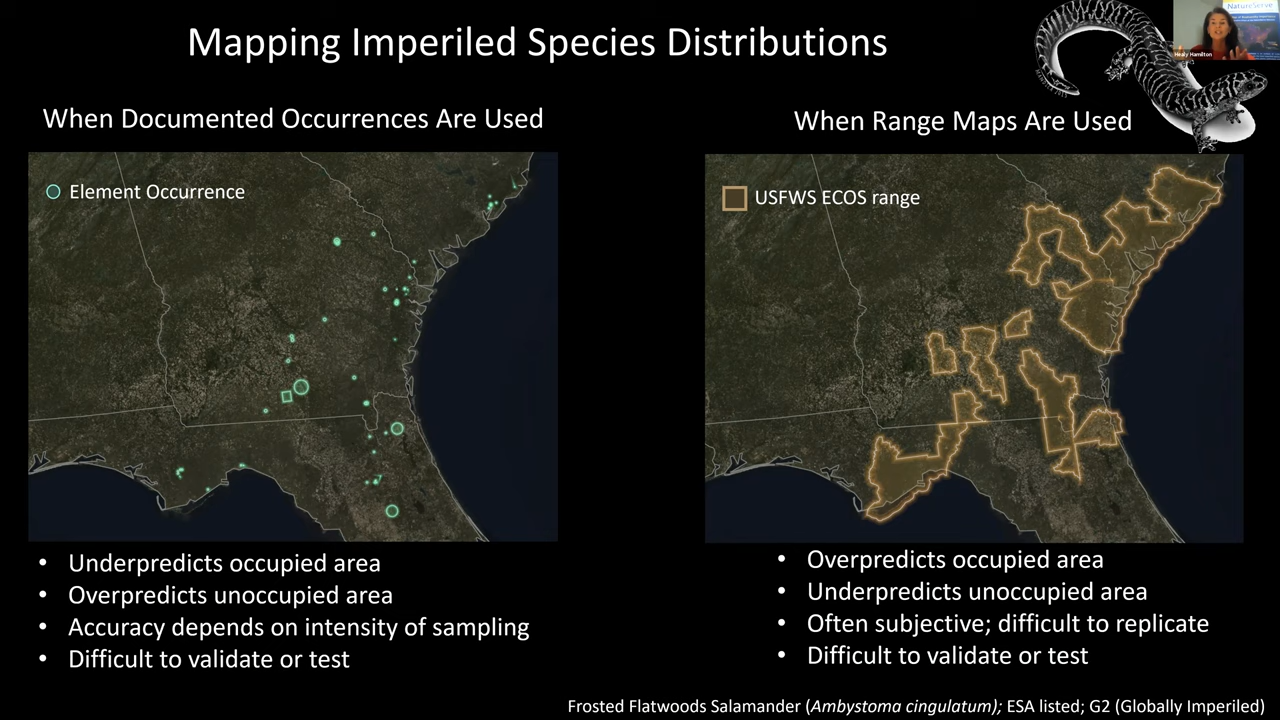 Mapping Imperiled Species Distributions
NatureServe
Healy Hamilton
When Documented Occurrences Are Used
When Range Maps Are Used
Element Occurrence
USFWS ECOS range
• Underpredicts occupied area
• Overpredicts unoccupied area
• Accuracy depends on intensity of sampling
• Difficult to validate or test
• Overpredicts occupied area
• Underpredicts unoccupied area
• Often subjective; difficult to replicate
• Difficult to validate or test
Frosted Flatwoods Salamander (Ambystoma cingulatum); ESA listed; G2 (Globally Imperiled)